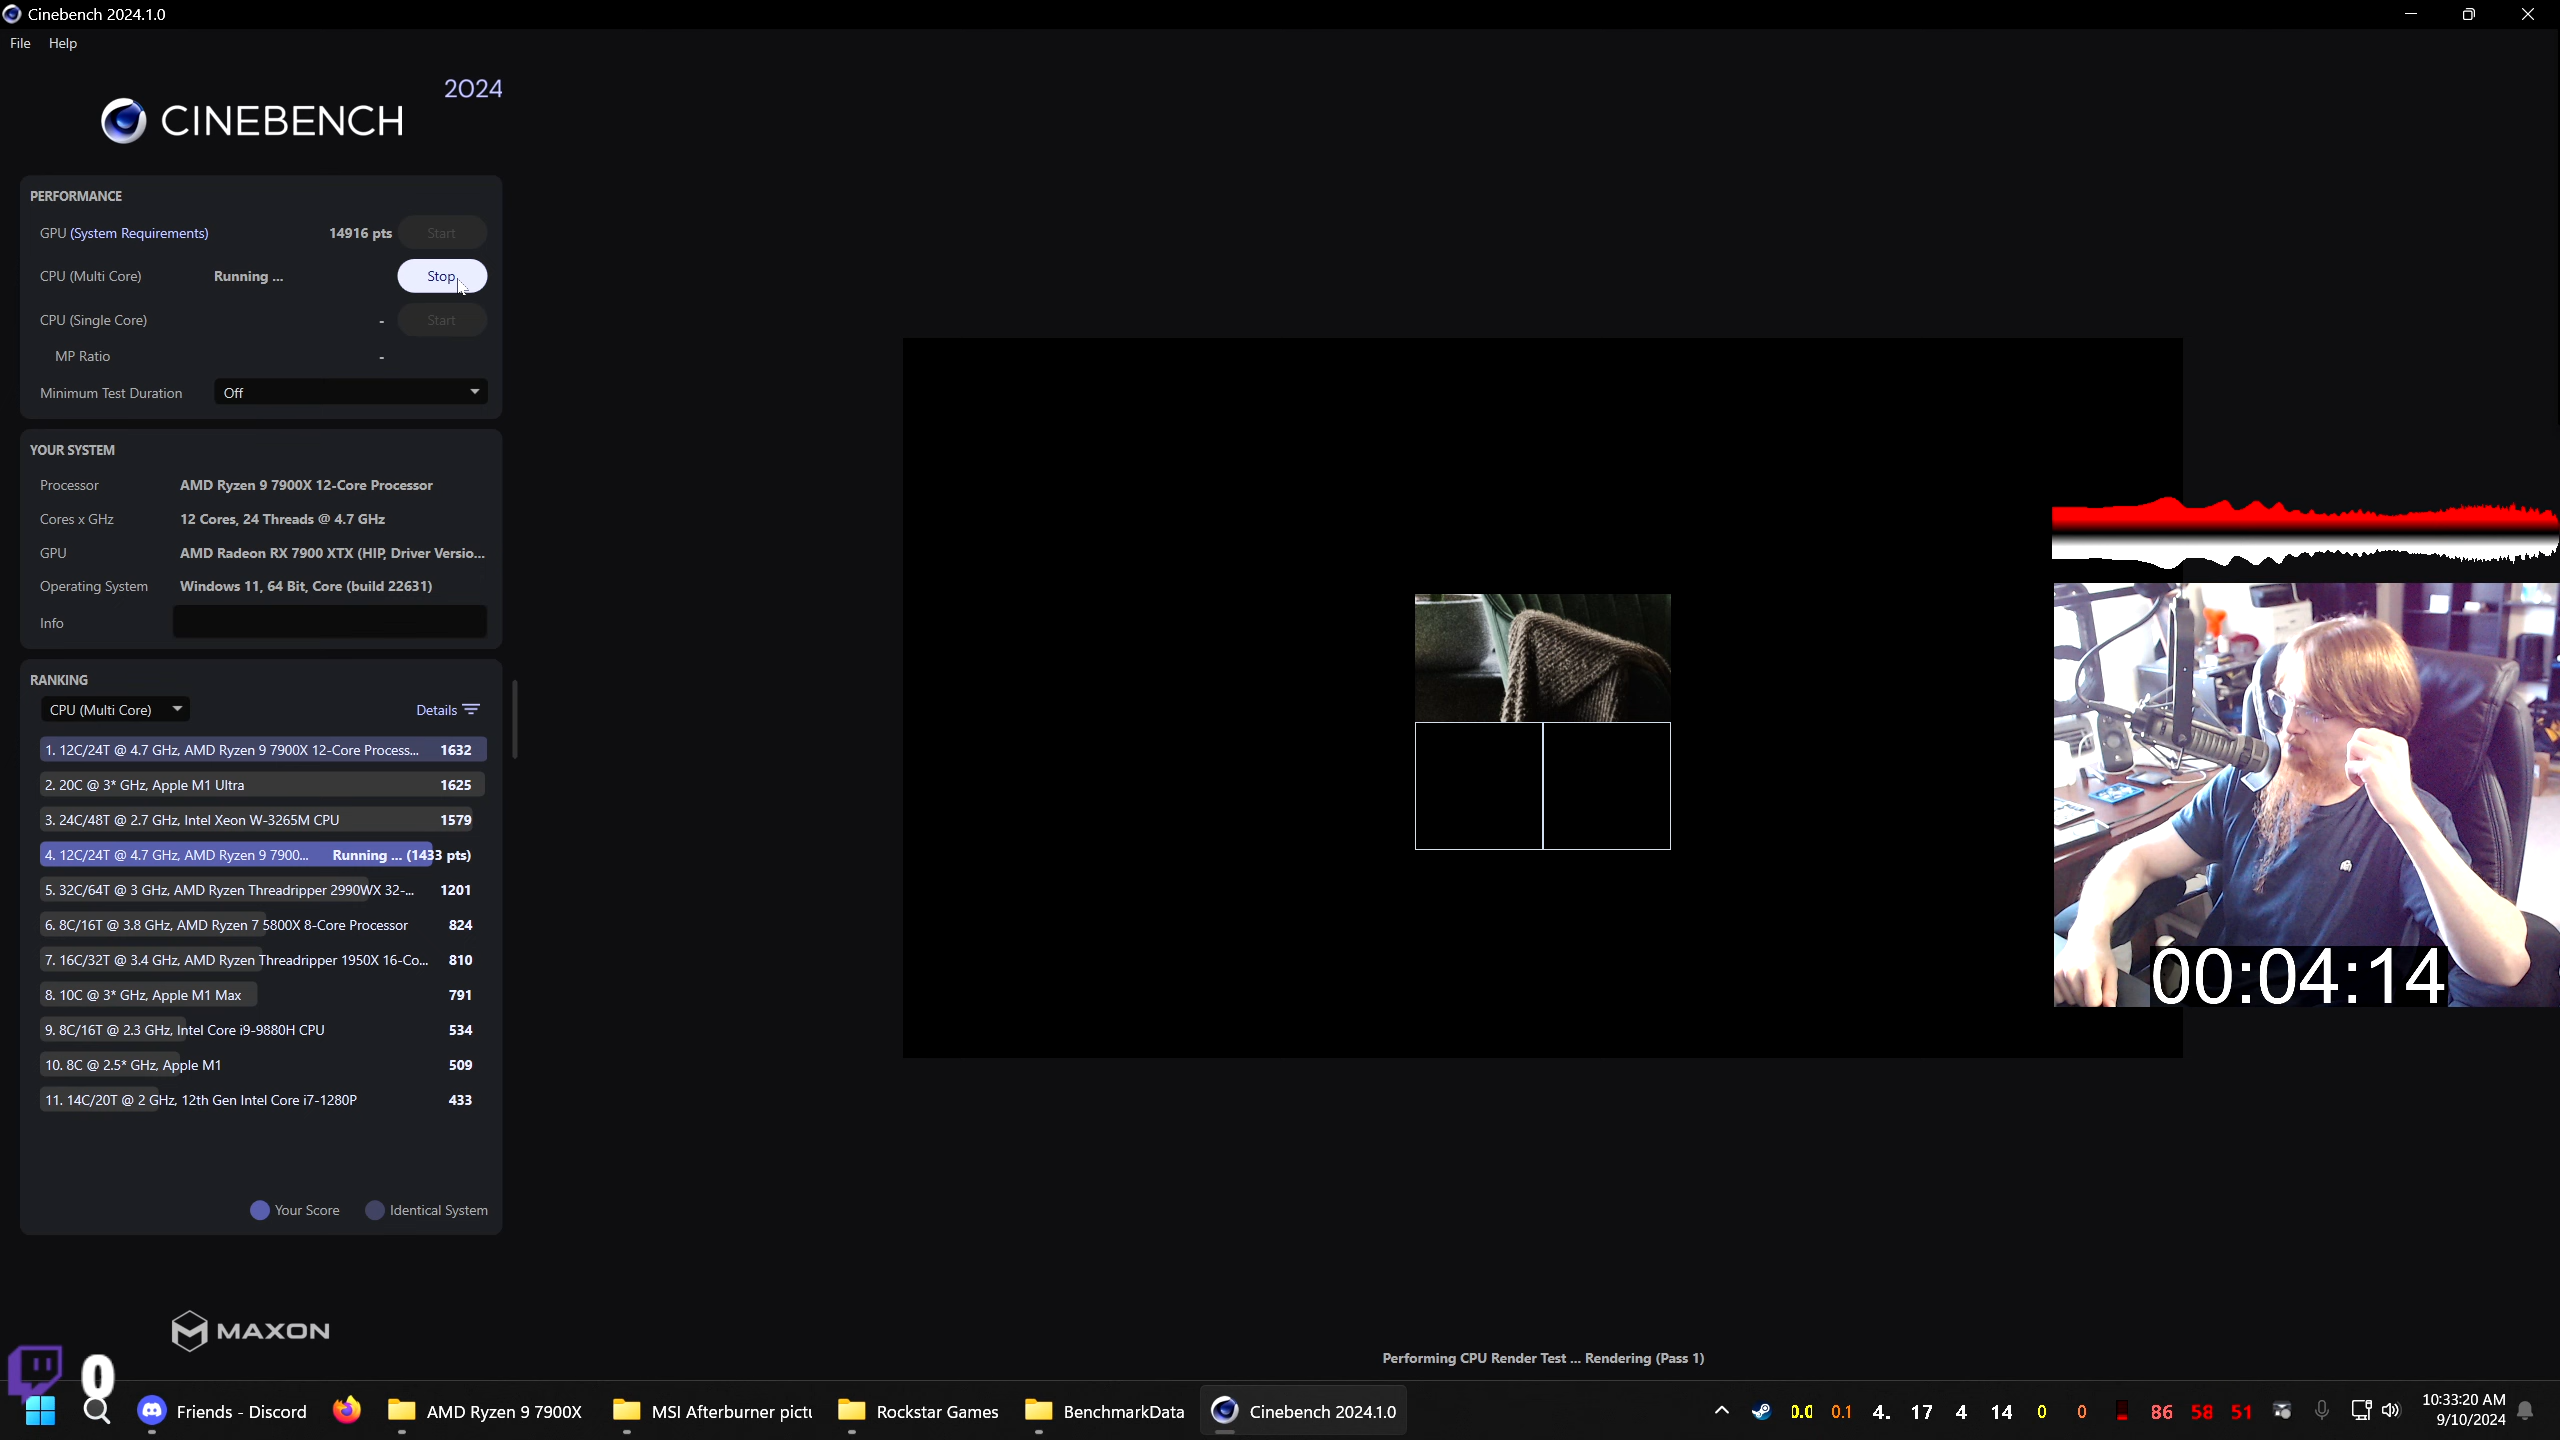 Cinebench 2024.1.0
File Help
2024
CINEBENCH
PERFORMANCE
GPU (System Requirements) 14916 pts Start
CPU (Multi Core) Running ... Stop
CPU (Single Core) - Start
MP Ratio -
Minimum Test Duration Off
YOUR SYSTEM
Processor AMD Ryzen 9 7900X 12-Core Processor
Cores x GHz 12 Cores, 24 Threads @ 4.7 GHz
GPU AMD Radeon RX 7900 XTX (HIP, Driver Versio...
Operating System Windows 11, 64 Bit, Core (build 22631)
Info
RANKING
CPU (Multi Core) Details
1. 12C/24T @ 4.7 GHz, AMD Ryzen 9 7900X 12-Core Process... 1632
2. 20C @ 3* GHz, Apple M1 Ultra 1625
3. 24C/48T @ 2.7 GHz, Intel Xeon W-3265M CPU 1579
4. 12C/24T @ 4.7 GHz, AMD Ryzen 9 7900... Running ... (1433 pts)
5. 32C/64T @ 3 GHz, AMD Ryzen Threadripper 2990WX 32-... 1201
6. 8C/16T @ 3.8 GHz, AMD Ryzen 7 5800X 8-Core Processor 824
7. 16C/32T @ 3.4 GHz, AMD Ryzen Threadripper 1950X 16-Co... 810
8. 10C @ 3* GHz, Apple M1 Max 791
9. 8C/16T @ 2.3 GHz, Intel Core i9-9880H CPU 534
10. 8C @ 2.5* GHz, Apple M1 509
11. 14C/20T @ 2 GHz, 12th Gen Intel Core i7-1280P 433
Your Score Identical System
00:04:14
MAXON
Performing CPU Render Test ... Rendering (Pass 1)
0
Friends - Discord AMD Ryzen 9 7900X MSI Afterburner pictu Rockstar Games BenchmarkData Cinebench 2024.1.0 0.0 0.1 4. 17 4 14 0 0 86 58 51 10:33:20 AM
9/10/2024